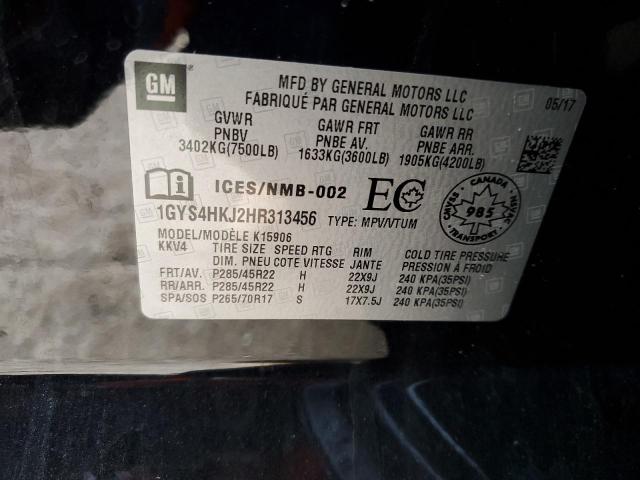 GM
MFD BY GENERAL MOTORS LLC
FABRIQUÉ PAR GENERAL MOTORS LLC
05/17
GVWR GAWR FRT GAWR RR
PNBV PNBE AV. PNBE ARR.
3402KG(7500LB) 1633KG(3600LB) 1905KG(4200LB)
ICES/NMB-002 EC
CANADA
CMVSS NSVAC
985
TRANSPORT
1GYS4HKJ2HR313456 TYPE: MPV/VTUM
MODEL/MODÈLE K15906
KKV4 TIRE SIZE SPEED RTG RIM COLD TIRE PRESSURE
DIM. PNEU COTE VITESSE JANTE PRESSION À FROID
FRT/AV. P285/45R22 H 22X9J 240 KPA(35PSI)
RR/ARR. P285/45R22 H 22X9J 240 KPA(35PSI)
SPA/SOS P265/70R17 S 17X7.5J 240 KPA(35PSI)